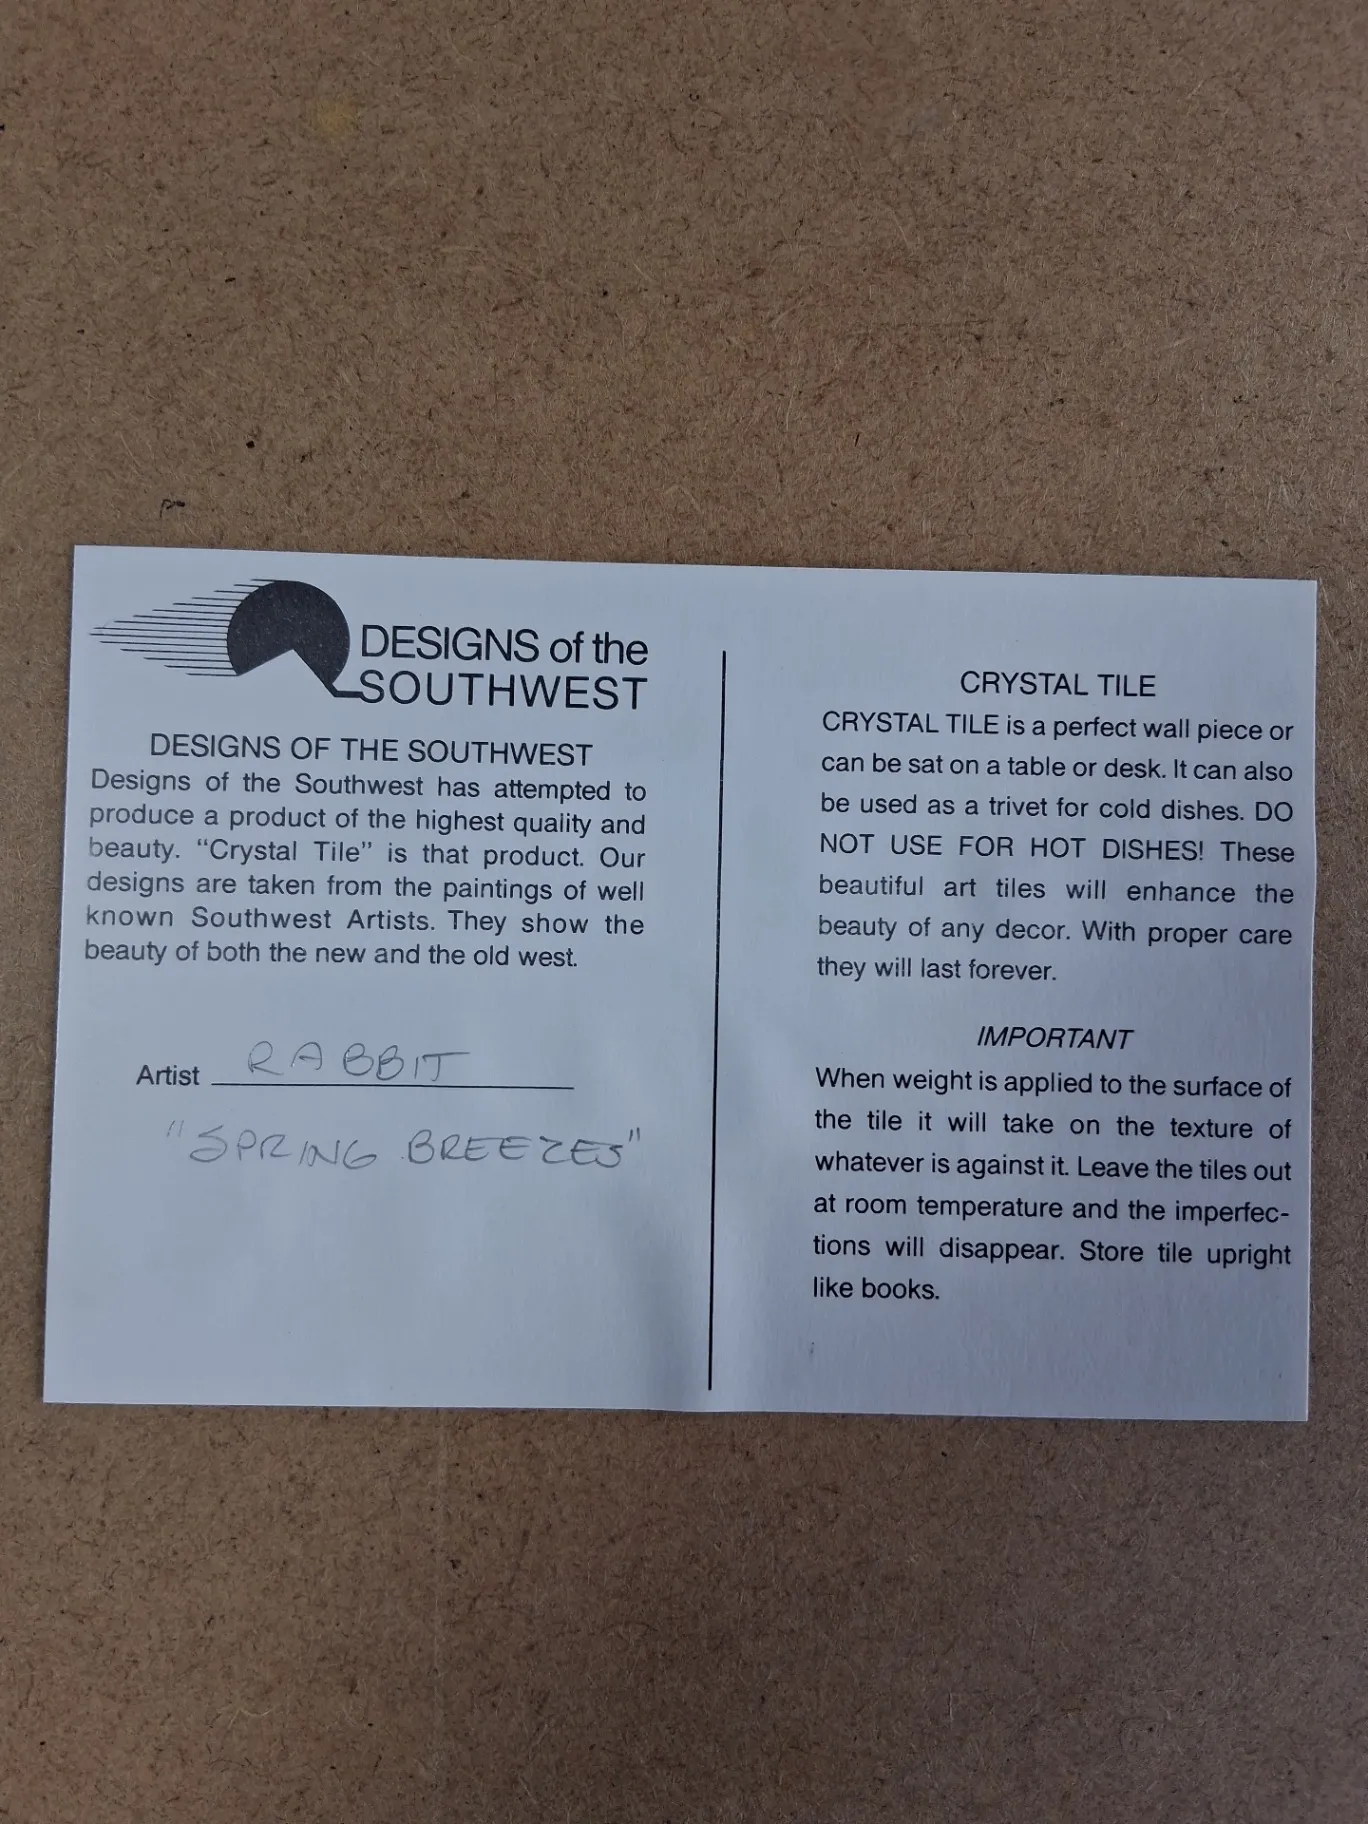 DESIGNS of the
SOUTHWEST
DESIGNS OF THE SOUTHWEST
Designs of the Southwest has attempted to
produce a product of the highest quality and
beauty. “Crystal Tile” is that product. Our
designs are taken from the paintings of well
known Southwest Artists. They show the
beauty of both the new and the old west.
Artist RABBIT
"SPRING BREEZES"
CRYSTAL TILE
CRYSTAL TILE is a perfect wall piece or
can be sat on a table or desk. It can also
be used as a trivet for cold dishes. DO
NOT USE FOR HOT DISHES! These
beautiful art tiles will enhance the
beauty of any decor. With proper care
they will last forever.
IMPORTANT
When weight is applied to the surface of
the tile it will take on the texture of
whatever is against it. Leave the tiles out
at room temperature and the imperfec-
tions will disappear. Store tile upright
like books.